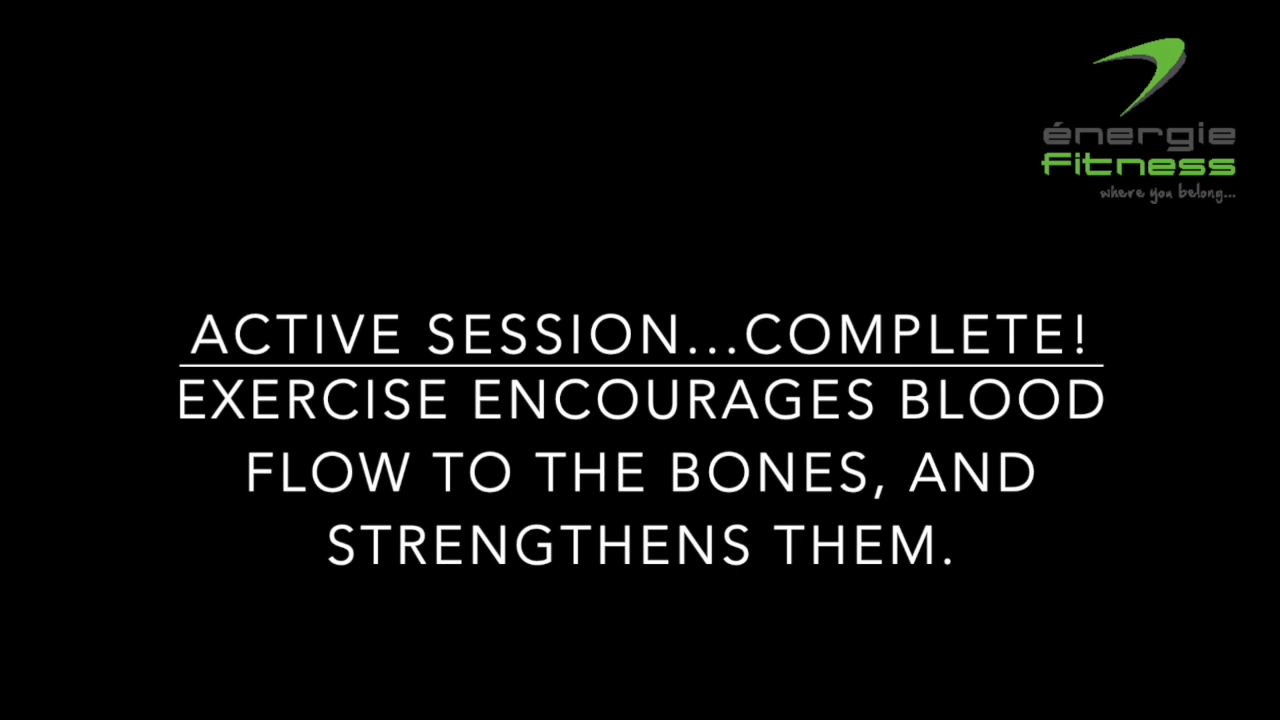 énergie
Fitness
where you belong...
ACTIVE SESSION...COMPLETE!
EXERCISE ENCOURAGES BLOOD
FLOW TO THE BONES, AND
STRENGTHENS THEM.